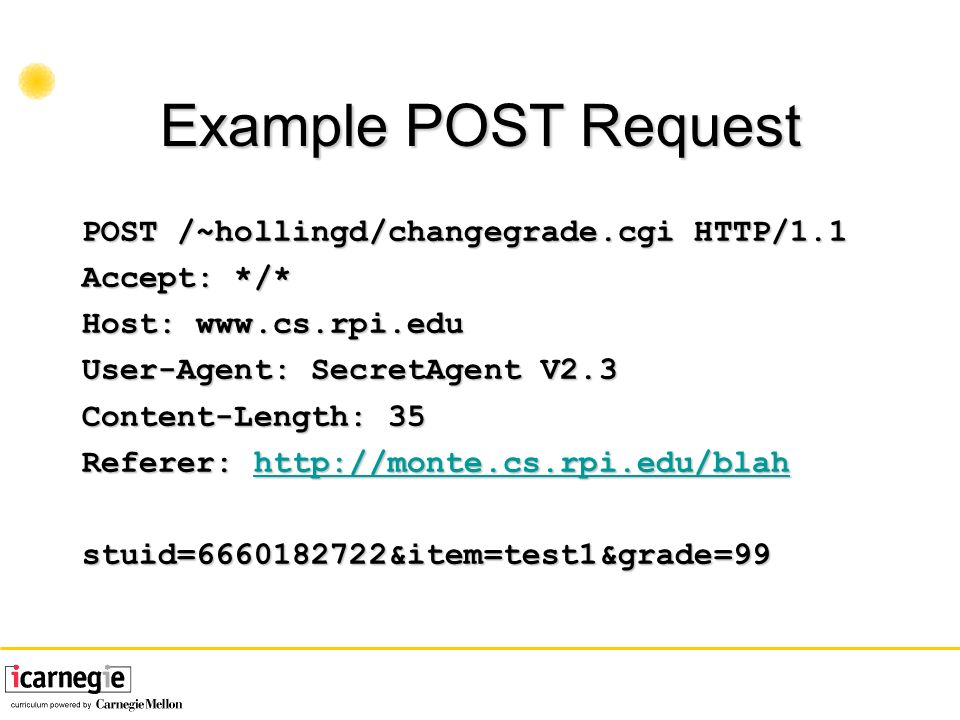 Example POST Request
POST /~hollingd/changegrade.cgi HTTP/1.1
Accept: */*
Host: www.cs.rpi.edu
User-Agent: SecretAgent V2.3
Content-Length: 35
Referer: http://monte.cs.rpi.edu/blah
stuid=6660182722&item=test1&grade=99
icarnegie
curriculum powered by Carnegie Mellon